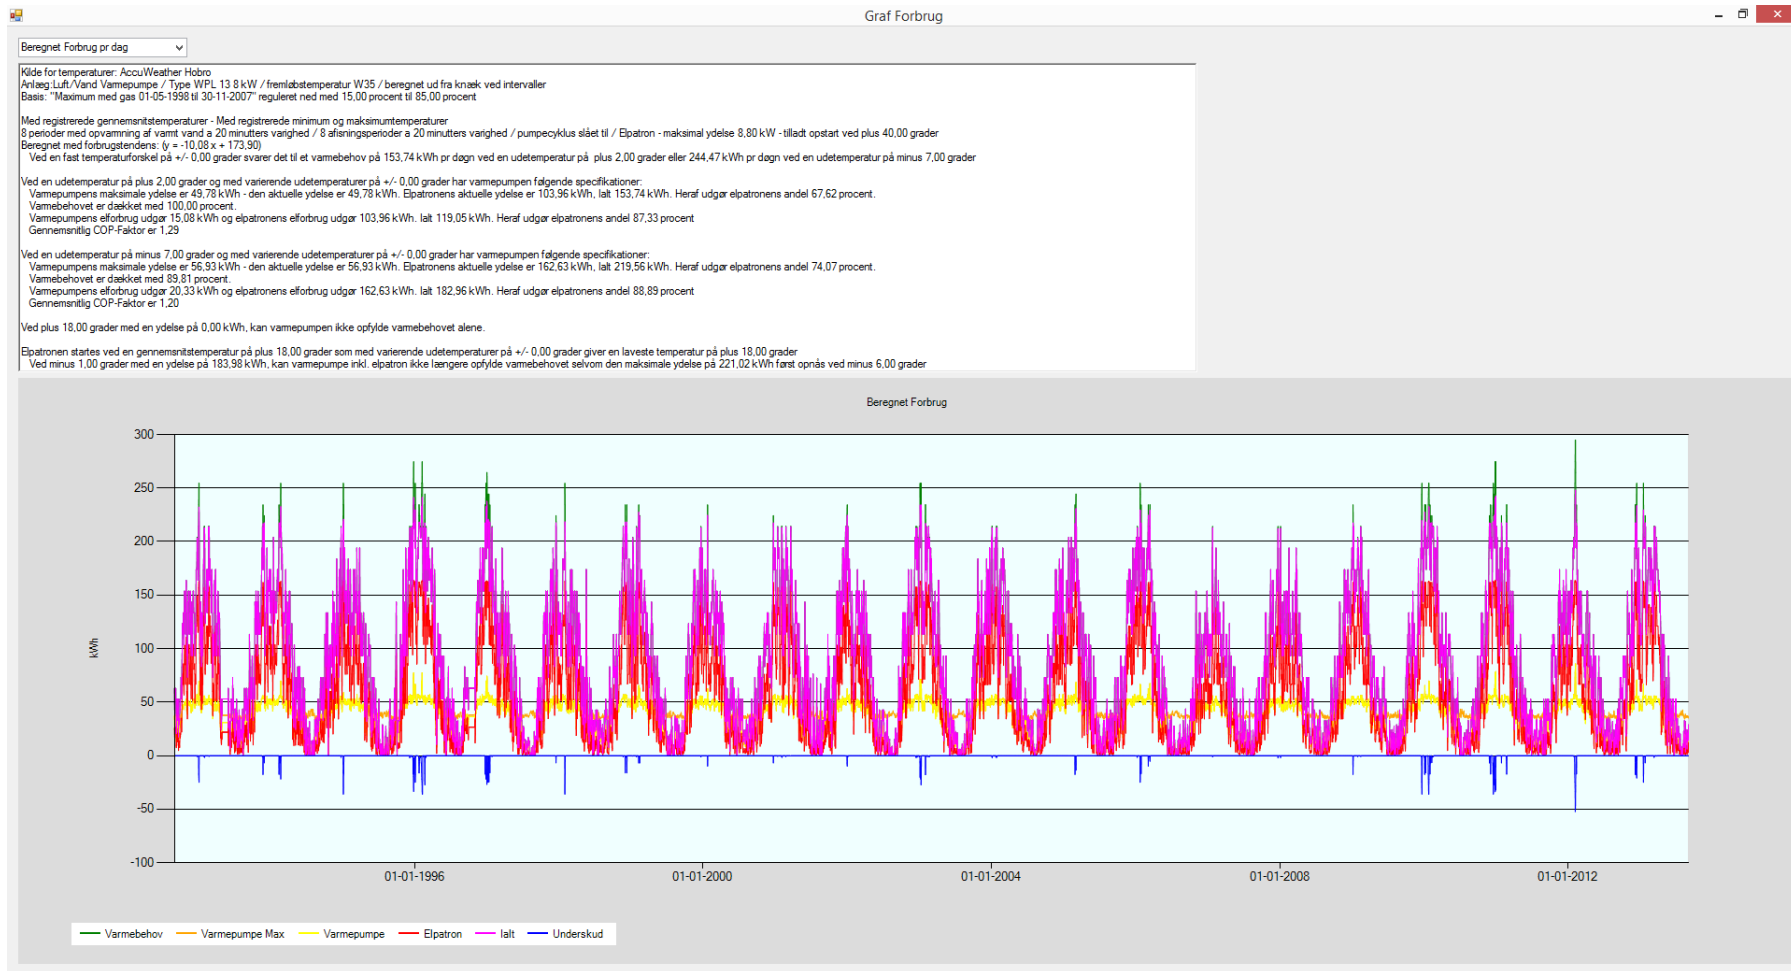 Graf Forbrug
Beregnet Forbrug pr dag
Kilde for temperaturer: AccuWeather Hobro
Anlæg:Luft/Vand Varmepumpe / Type WPL 13 8 kW / fremløbstemperatur W35 / beregnet ud fra knæk ved intervaller
Basis: "Maximum med gas 01-05-1998 til 30-11-2007" reguleret ned med 15,00 procent til 85,00 procent
Med registrerede gennemsnitstemperaturer - Med registrerede minimum og maksimumtemperaturer
8 perioder med opvarmning af varmt vand a 20 minutters varighed / 8 afisningsperioder a 20 minutters varighed / pumpecyklus slået til / Elpatron - maksimal ydelse 8,80 kW - tilladt opstart ved plus 40,00 grader
Beregnet med forbrugstendens: (y = -10,08 x + 173,90)
Ved en fast temperaturforskel på +/- 0,00 grader svarer det til et varmebehov på 153,74 kWh pr døgn ved en udetemperatur på  plus 2,00 grader eller 244,47 kWh pr døgn ved en udetemperatur på minus 7,00 grader
Ved en udetemperatur på plus 2,00 grader og med varierende udetemperaturer på +/- 0,00 grader har varmepumpen følgende specifikationer:
Varmepumpens maksimale ydelse er 49,78 kWh - den aktuelle ydelse er 49,78 kWh. Elpatronens aktuelle ydelse er 103,96 kWh, Ialt 153,74 kWh. Heraf udgør elpatronens andel 67,62 procent.
Varmebehovet er dækket med 100,00 procent.
Varmepumpens elforbrug udgør 15,08 kWh og elpatronens elforbrug udgør 103,96 kWh. Ialt 119,05 kWh. Heraf udgør elpatronens andel 87,33 procent
Gennemsnitlig COP-Faktor er 1,29
Ved en udetemperatur på minus 7,00 grader og med varierende udetemperaturer på +/- 0,00 grader har varmepumpen følgende specifikationer:
Varmepumpens maksimale ydelse er 56,93 kWh - den aktuelle ydelse er 56,93 kWh. Elpatronens aktuelle ydelse er 162,63 kWh, Ialt 219,56 kWh. Heraf udgør elpatronens andel 74,07 procent.
Varmebehovet er dækket med 89,81 procent.
Varmepumpens elforbrug udgør 20,33 kWh og elpatronens elforbrug udgør 162,63 kWh. Ialt 182,96 kWh. Heraf udgør elpatronens andel 88,89 procent
Gennemsnitlig COP-Faktor er 1,20
Ved plus 18,00 grader med en ydelse på 0,00 kWh, kan varmepumpen ikke opfylde varmebehovet alene.
Elpatronen startes ved en gennemsnitstemperatur på plus 18,00 grader som med varierende udetemperaturer på +/- 0,00 grader giver en laveste temperatur på plus 18,00 grader
Ved minus 1,00 grader med en ydelse på 183,98 kWh, kan varmepumpe inkl. elpatron ikke længere opfylde varmebehovet selvom den maksimale ydelse på 221,02 kWh først opnås ved minus 6,00 grader
Beregnet Forbrug
300
250
200
150
100
50
0
-50
-100
kWh
01-01-1996
01-01-2000
01-01-2004
01-01-2008
01-01-2012
Varmebehov
Varmepumpe Max
Varmepumpe
Elpatron
Ialt
Underskud